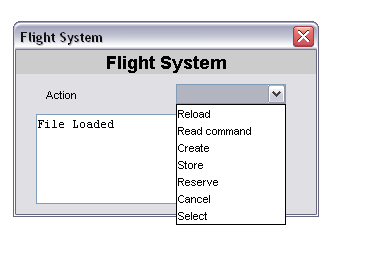 Flight System
Flight System
Action
File Loaded
Reload
Read command
Create
Store
Reserve
Cancel
Select